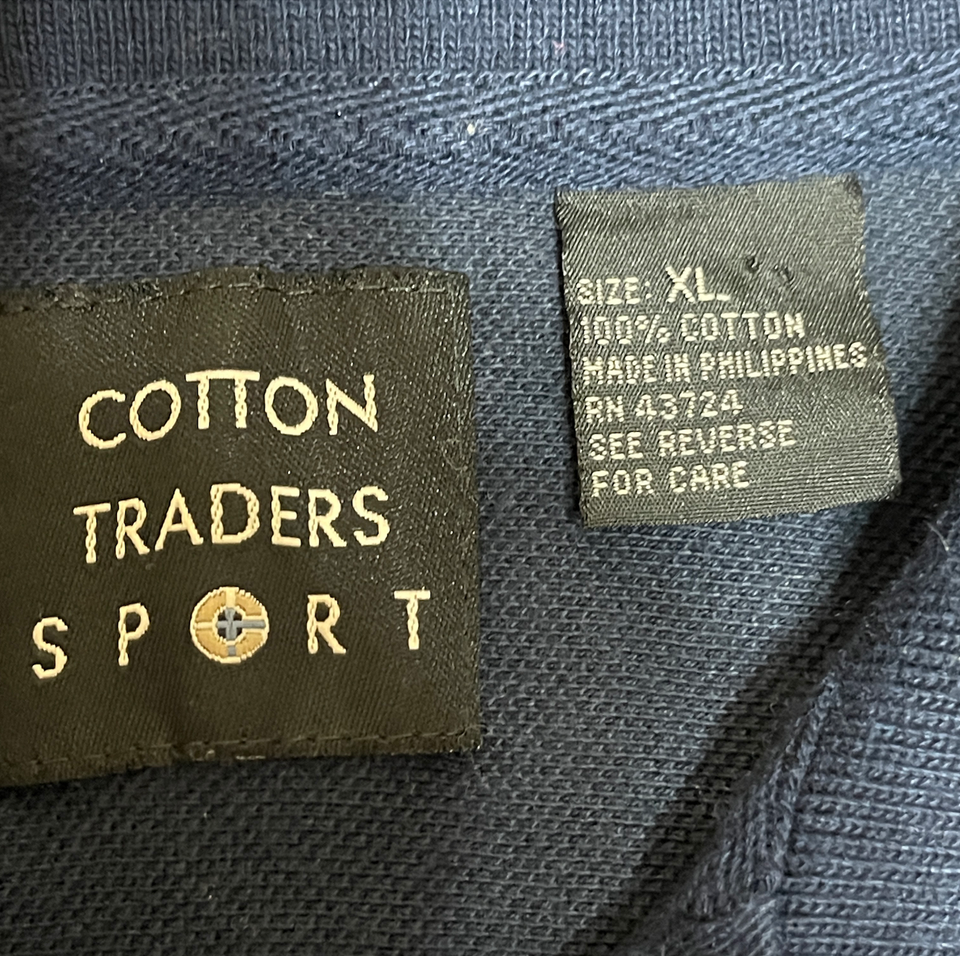 COTTON
TRADERS
SPORT
SIZE: XL
100% COTTON
MADE IN PHILIPPINES
RN 43724
SEE REVERSE
FOR CARE